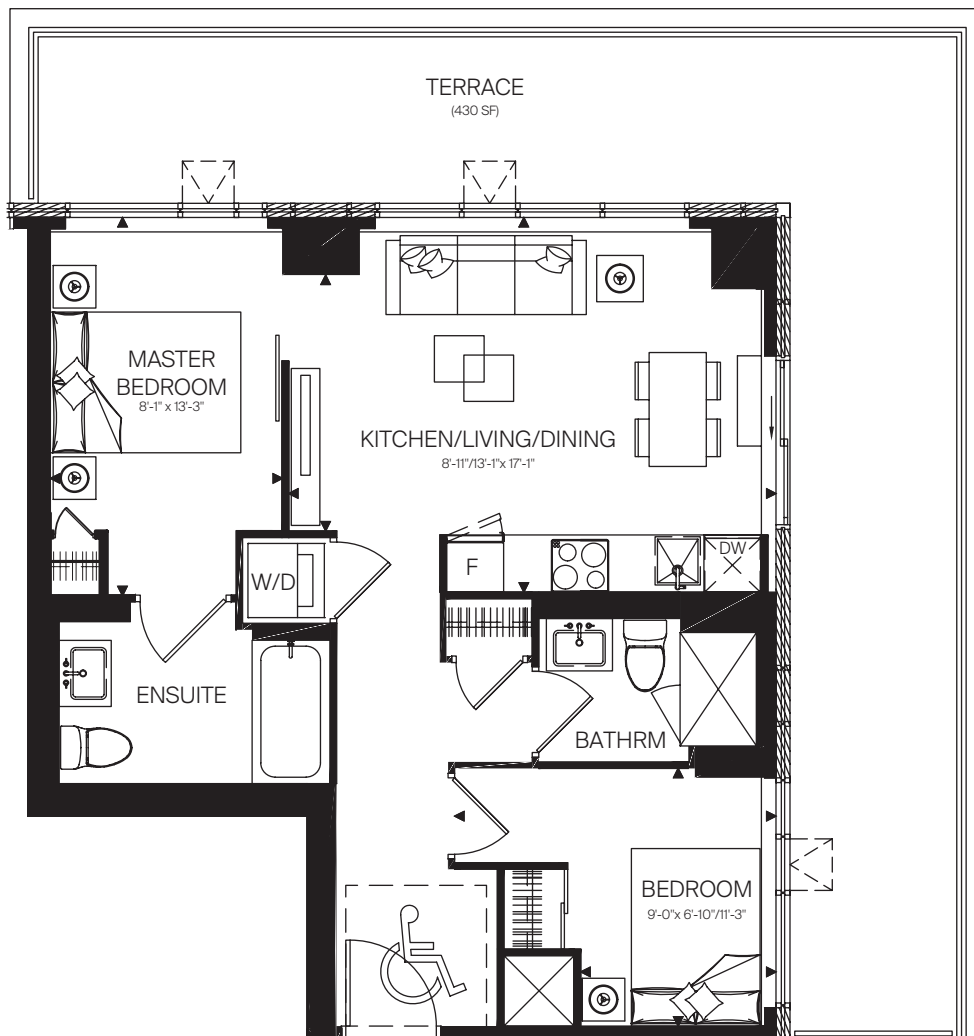 TERRACE
(430 SF)
MASTER
BEDROOM
8'-1" x 13'-3"
KITCHEN/LIVING/DINING
8'-11"/13'-1"x 17'-1"
W/D
F
DW
ENSUITE
BATHRM
BEDROOM
9'-0"x 6'-10"/11'-3"